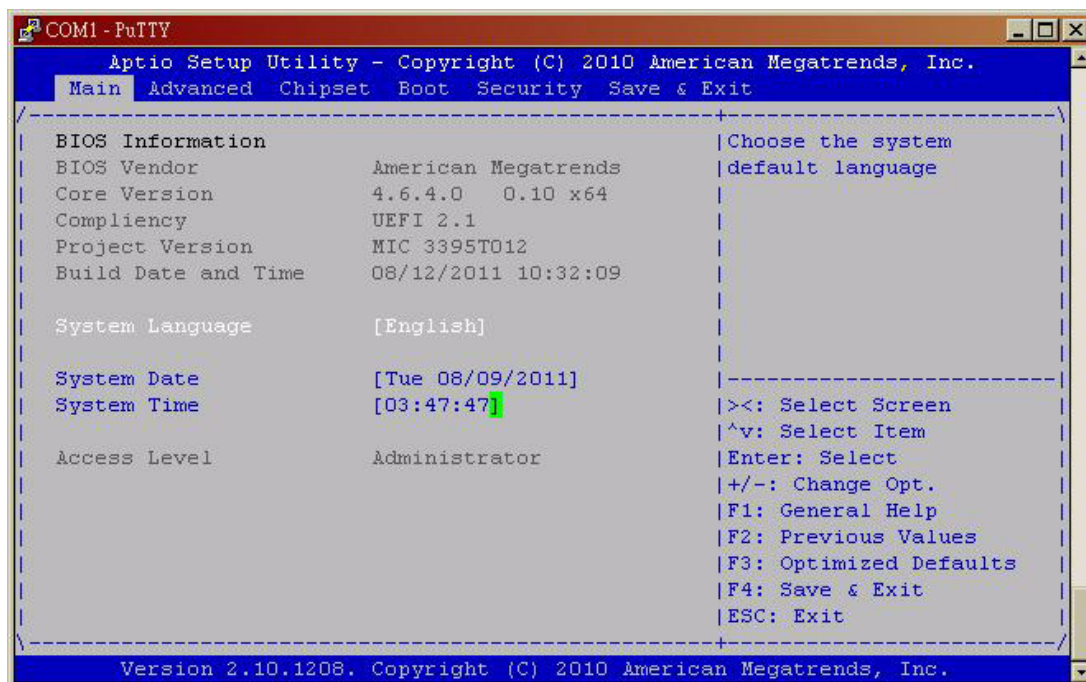 COM1 - PuTTY
Aptio Setup Utility - Copyright (C) 2010 American Megatrends, Inc.
Main Advanced Chipset Boot Security Save & Exit
BIOS Information
BIOS Vendor American Megatrends
Core Version 4.6.4.0 0.10 x64
Compliency UEFI 2.1
Project Version MIC 3395T012
Build Date and Time 08/12/2011 10:32:09
System Language [English]
System Date [Tue 08/09/2011]
System Time [03:47:47]
Access Level Administrator
Choose the system
default language
><: Select Screen
^v: Select Item
Enter: Select
+/-: Change Opt.
F1: General Help
F2: Previous Values
F3: Optimized Defaults
F4: Save & Exit
ESC: Exit
Version 2.10.1208. Copyright (C) 2010 American Megatrends, Inc.